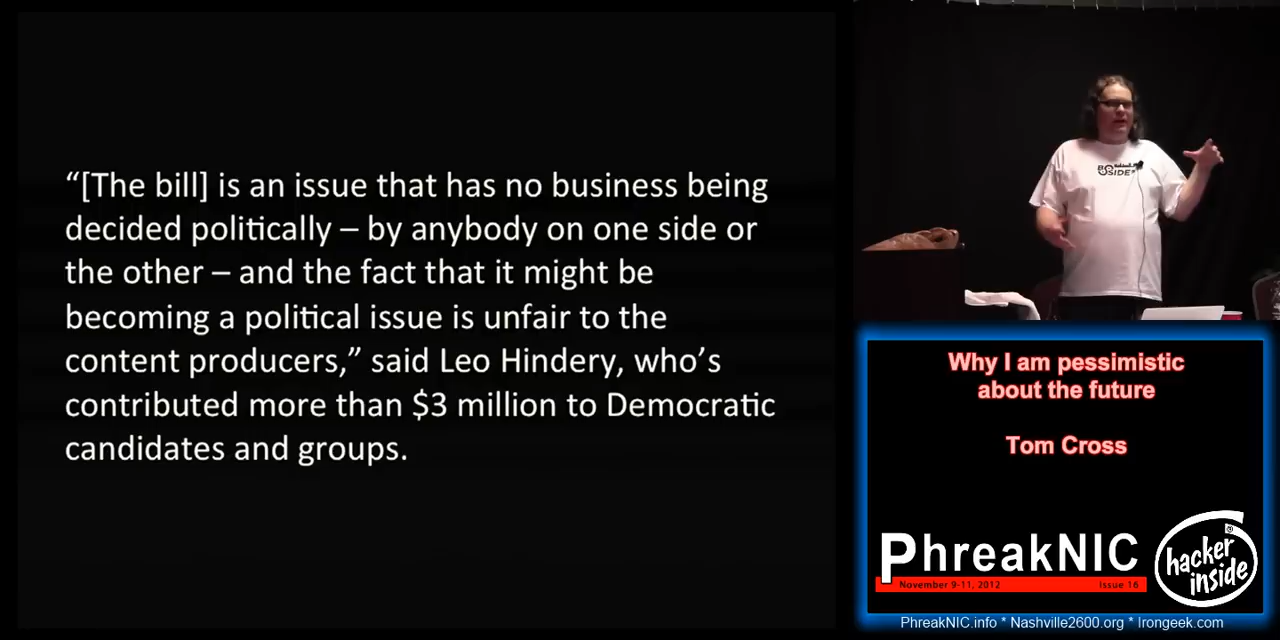 “[The bill] is an issue that has no business being
decided politically – by anybody on one side or
the other – and the fact that it might be
becoming a political issue is unfair to the
content producers,” said Leo Hindery, who’s
contributed more than $3 million to Democratic
candidates and groups.
Why I am pessimistic
about the future
Tom Cross
PhreakNIC
November 9-11, 2012 Issue 16
hacker
inside
PhreakNIC.info * Nashville2600.org * Irongeek.com